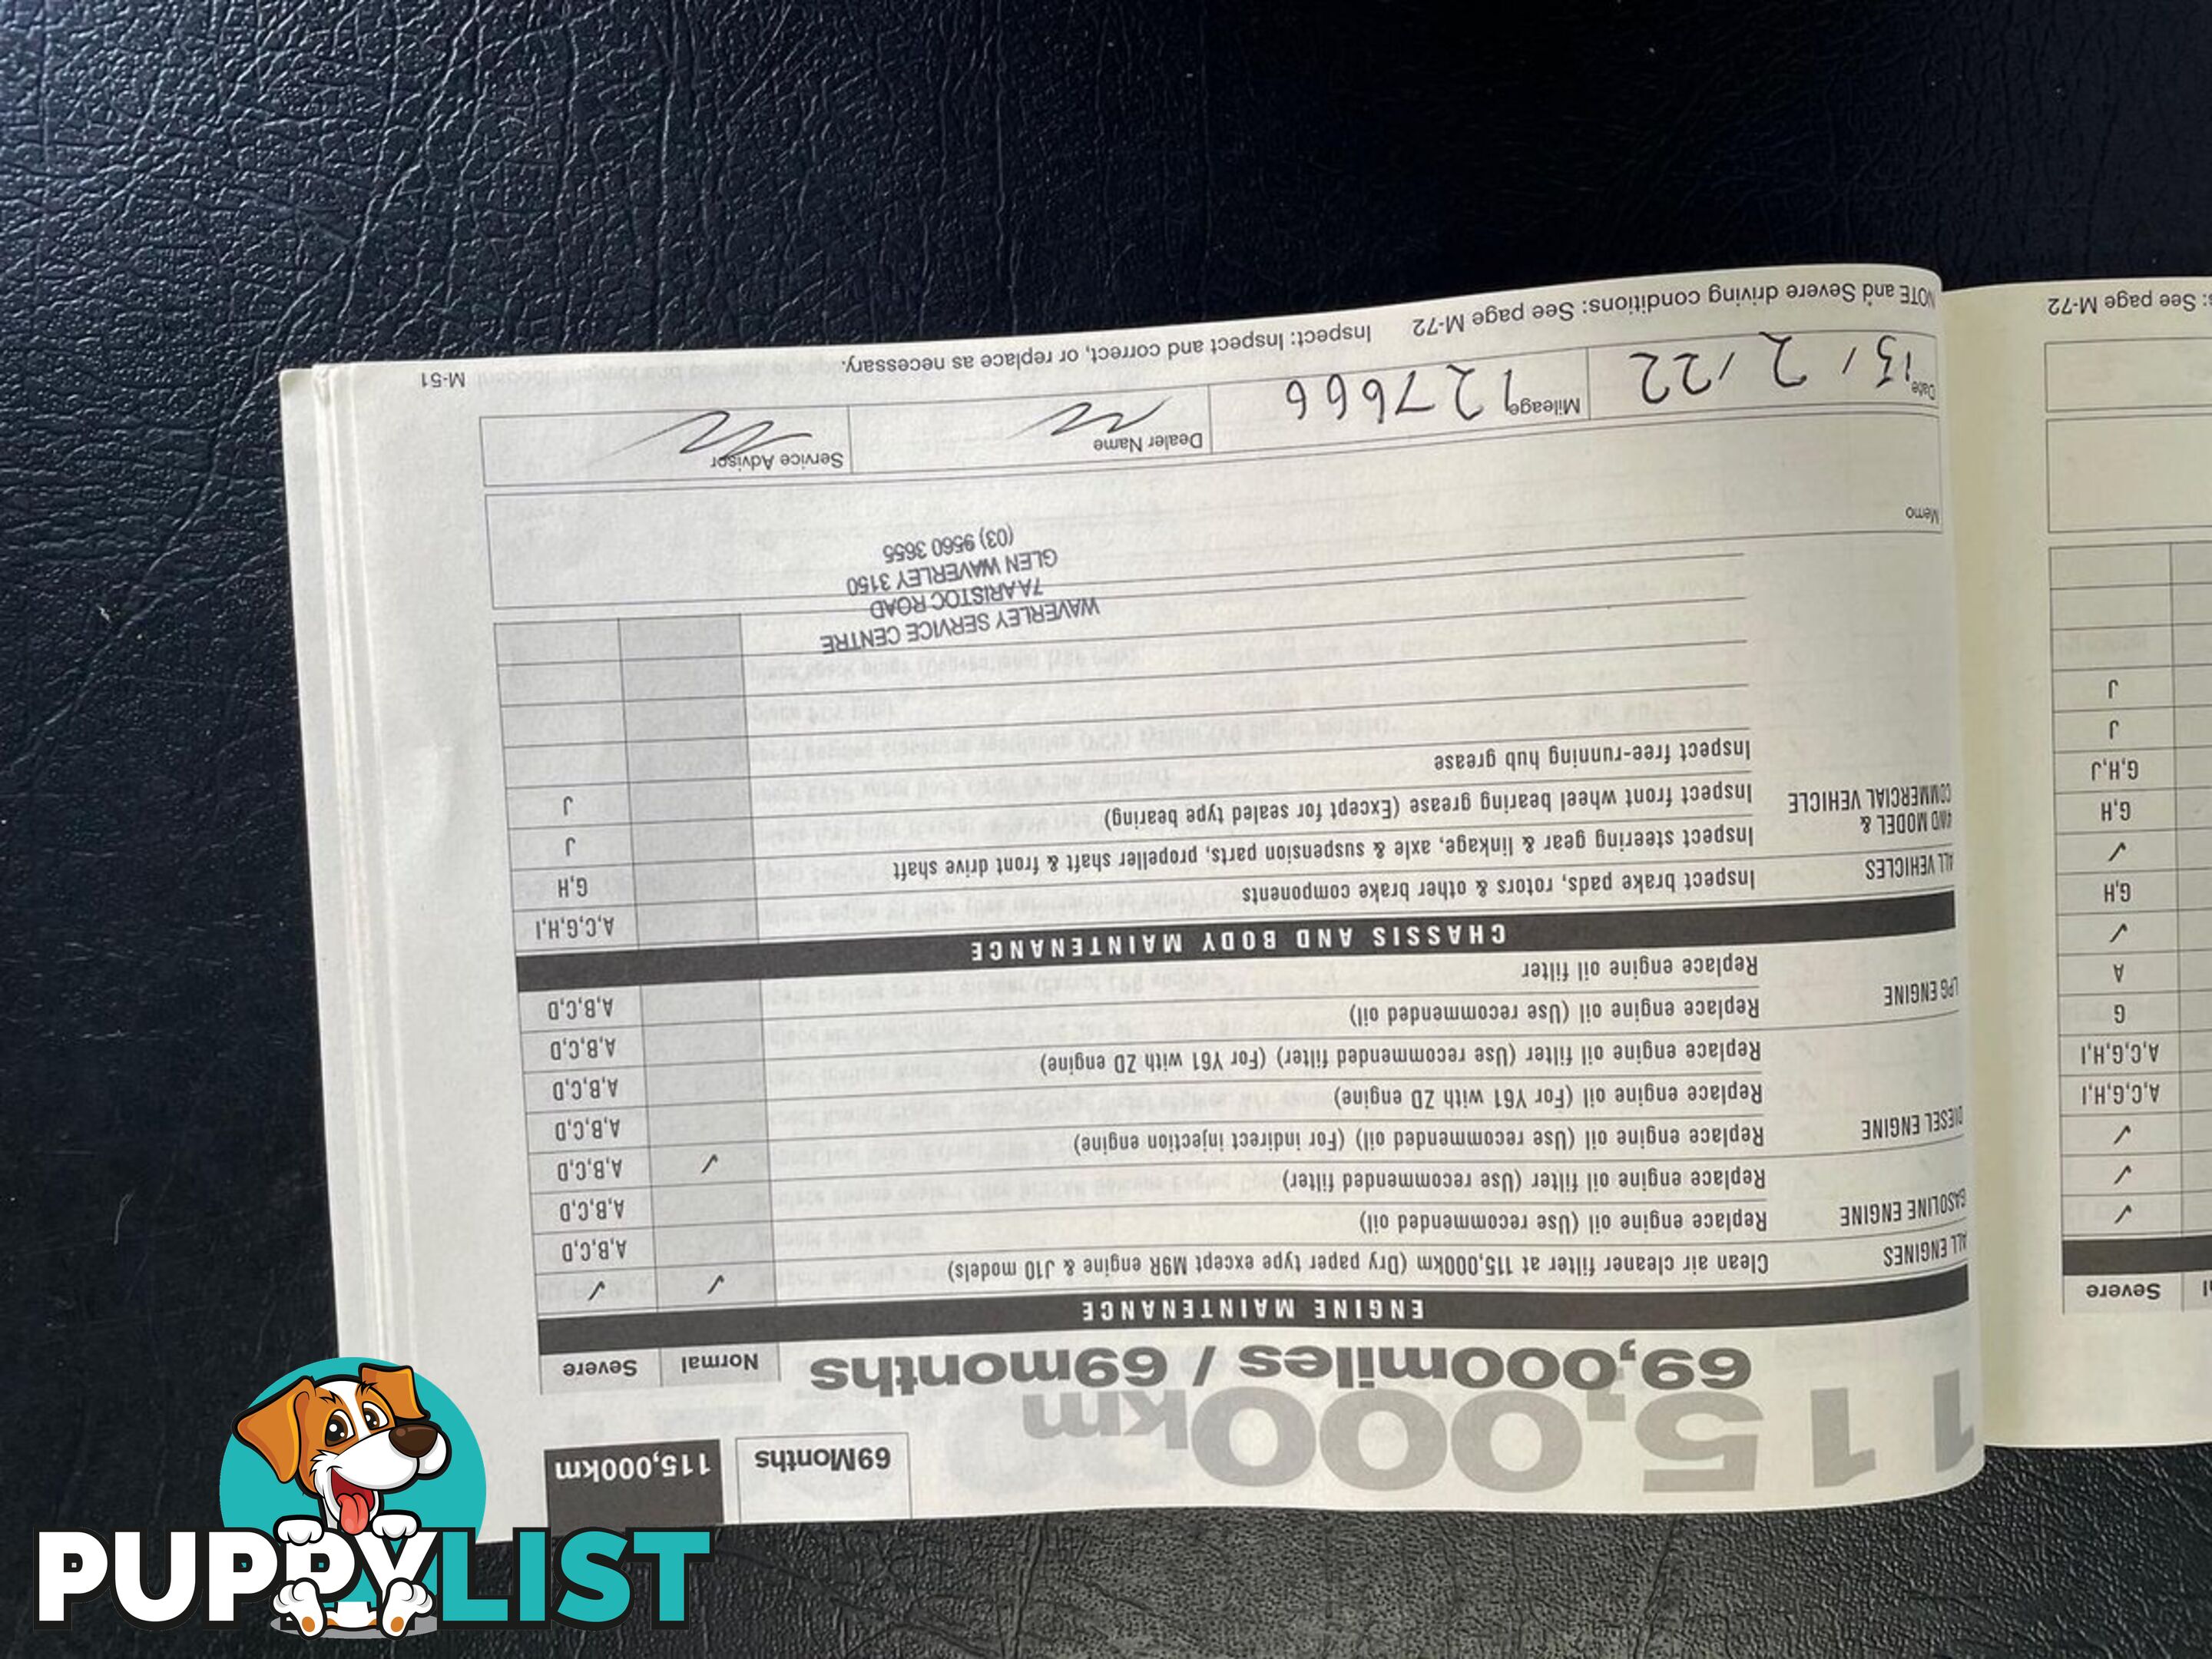 115,000km
69,000miles / 69months
69Months
115,000km
Normal
Severe
ENGINE MAINTENANCE
ALL ENGINES
Clean air cleaner filter at 115,000km (Dry paper type except M9R engine & J10 models)
✓
✓
GASOLINE ENGINE
Replace engine oil (Use recommended oil)
A,B,C,D
Replace engine oil filter (Use recommended filter)
A,B,C,D
DIESEL ENGINE
Replace engine oil (Use recommended oil) (For indirect injection engine)
✓
A,B,C,D
Replace engine oil (For Y61 with ZD engine)
A,B,C,D
Replace engine oil filter (Use recommended filter) (For Y61 with ZD engine)
A,B,C,D
LPG ENGINE
Replace engine oil (Use recommended oil)
A,B,C,D
Replace engine oil filter
A,B,C,D
CHASSIS AND BODY MAINTENANCE
ALL VEHICLES
Inspect brake pads, rotors & other brake components
A,C,G,H,I
4WD MODEL &
COMMERCIAL VEHICLE
Inspect steering gear & linkage, axle & suspension parts, propeller shaft & front drive shaft
G,H
Inspect front wheel bearing grease (Except for sealed type bearing)
J
Inspect free-running hub grease
J
WAVERLEY SERVICE CENTRE
7A ARISTOC ROAD
GLEN WAVERLEY 3150
(03) 9560 3655
Memo
Date
15/2/22
Mileage
127666
Dealer Name
Service Advisor
NOTE and Severe driving conditions: See page M-72
Inspect: Inspect and correct, or replace as necessary.
M-51
Severe
✓
✓
✓
A,C,G,H,I
A,C,G,H,I
G
A
✓
G,H
✓
G,H
G,H,J
J
J
See page M-72
PUPPYLIST